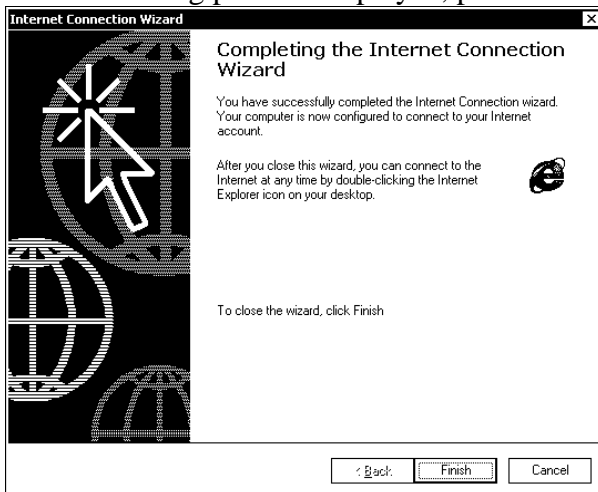 Internet Connection Wizard
Completing the Internet Connection
Wizard
You have successfully completed the Internet Connection wizard.
Your computer is now configured to connect to your Internet
account.
After you close this wizard, you can connect to the
Internet at any time by double-clicking the Internet
Explorer icon on your desktop.
To close the wizard, click Finish
< Back
Finish
Cancel